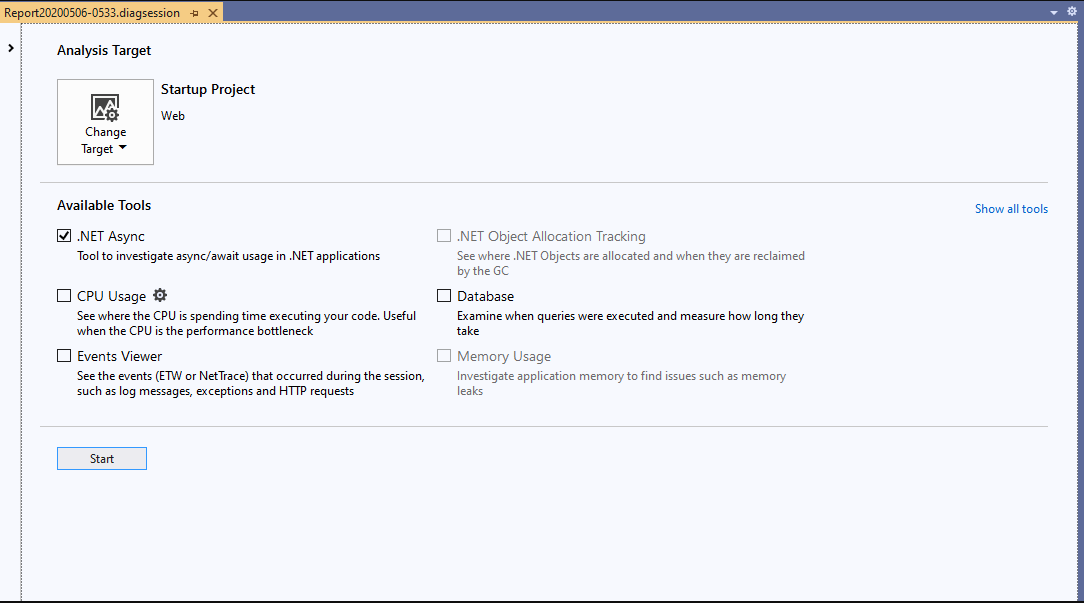 Report20200506-0533.diagsession
Analysis Target
Change
Target
Startup Project
Web
Available Tools
Show all tools
.NET Async
Tool to investigate async/await usage in .NET applications
.NET Object Allocation Tracking
See where .NET Objects are allocated and when they are reclaimed
by the GC
CPU Usage
See where the CPU is spending time executing your code. Useful
when the CPU is the performance bottleneck
Database
Examine when queries were executed and measure how long they
take
Events Viewer
See the events (ETW or NetTrace) that occurred during the session,
such as log messages, exceptions and HTTP requests
Memory Usage
Investigate application memory to find issues such as memory
leaks
Start